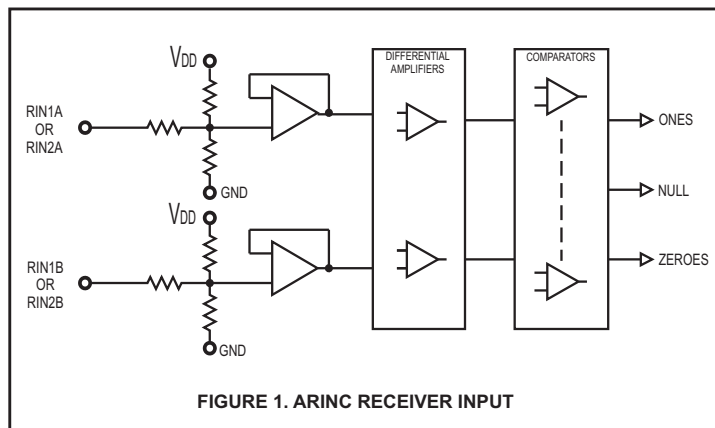 VDD
DIFFERENTIAL
AMPLIFIERS
COMPARATORS
RIN1A
OR
RIN2A
ONES
GND
NULL
VDD
RIN1B
OR
RIN2B
ZEROES
GND
FIGURE 1. ARINC RECEIVER INPUT